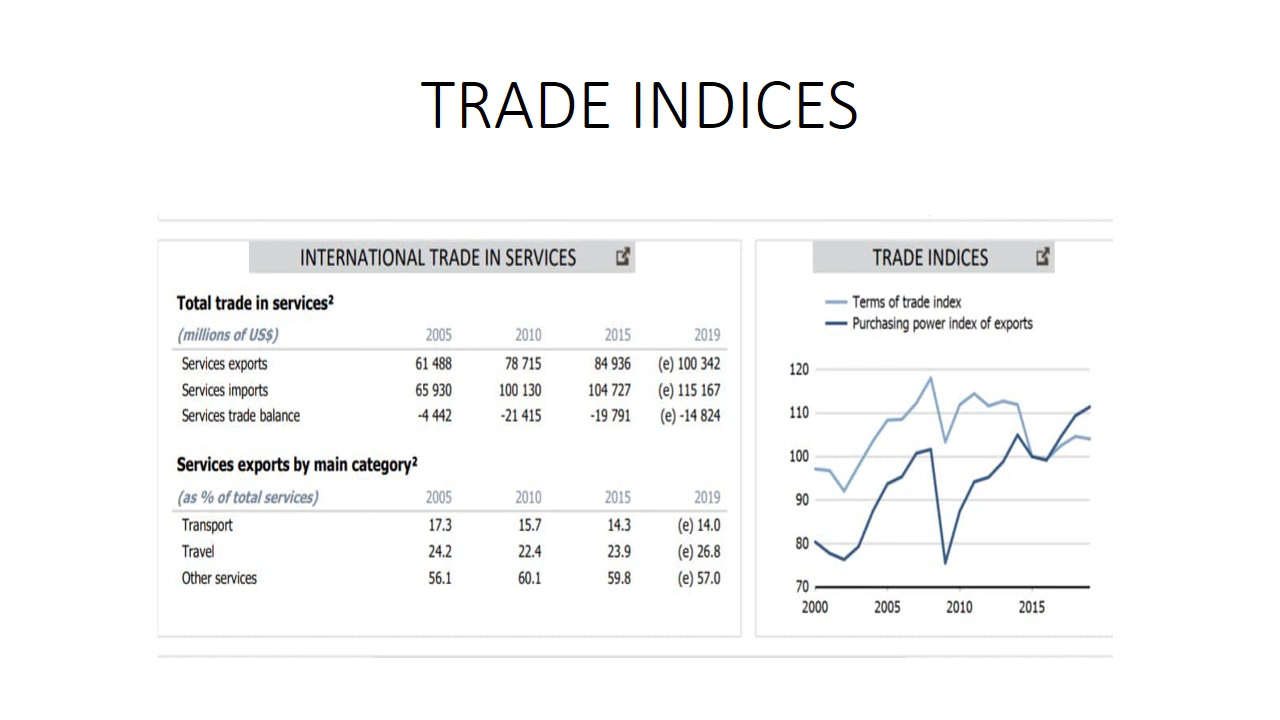 TRADE INDICES
INTERNATIONAL TRADE IN SERVICES
Total trade in services²
(millions of US$) 2005 2010 2015 2019
Services exports 61 488 78 715 84 936 (e) 100 342
Services imports 65 930 100 130 104 727 (e) 115 167
Services trade balance -4 442 -21 415 -19 791 (e) -14 824
Services exports by main category²
(as % of total services) 2005 2010 2015 2019
Transport 17.3 15.7 14.3 (e) 14.0
Travel 24.2 22.4 23.9 (e) 26.8
Other services 56.1 60.1 59.8 (e) 57.0
TRADE INDICES
Terms of trade index
Purchasing power index of exports
120
110
100
90
80
70
2000 2005 2010 2015